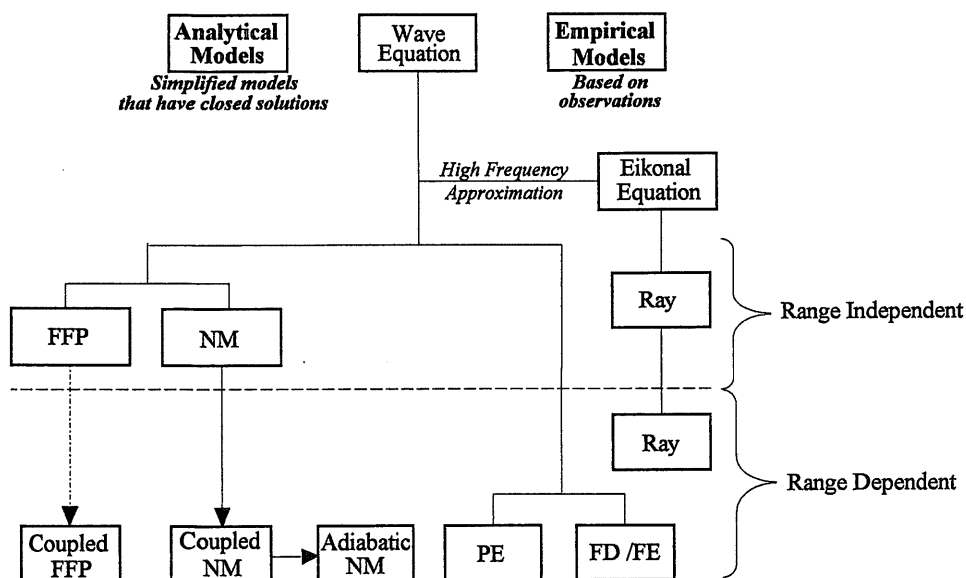 Analytical
Models
Simplified models
that have closed solutions
Wave
Equation
Empirical
Models
Based on
observations
High Frequency
Approximation
Eikonal
Equation
FFP
NM
Ray
Range Independent
Ray
Range Dependent
Coupled
FFP
Coupled
NM
Adiabatic
NM
PE
FD /FE